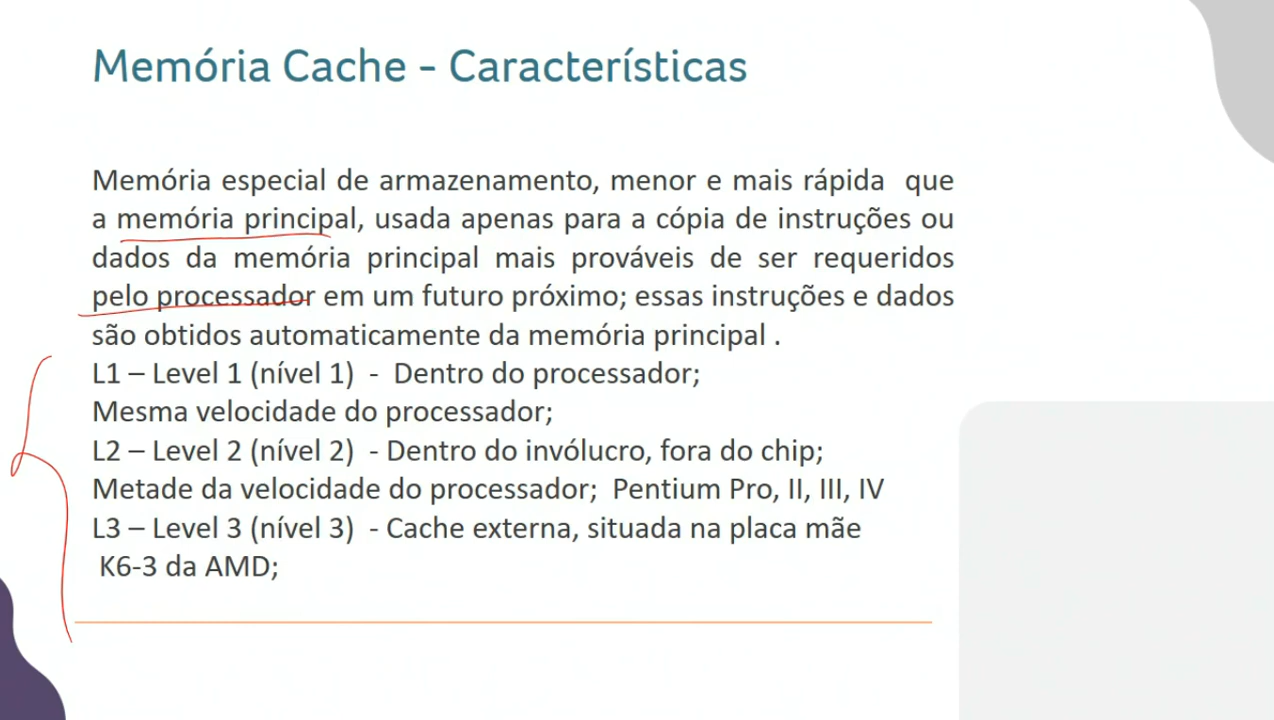 Memória Cache - Características
Memória especial de armazenamento, menor e mais rápida que
a memória principal, usada apenas para a cópia de instruções ou
dados da memória principal mais prováveis de ser requeridos
pelo processador em um futuro próximo; essas instruções e dados
são obtidos automaticamente da memória principal .
L1 – Level 1 (nível 1) - Dentro do processador;
Mesma velocidade do processador;
L2 – Level 2 (nível 2) - Dentro do invólucro, fora do chip;
Metade da velocidade do processador; Pentium Pro, II, III, IV
L3 – Level 3 (nível 3) - Cache externa, situada na placa mãe
K6-3 da AMD;